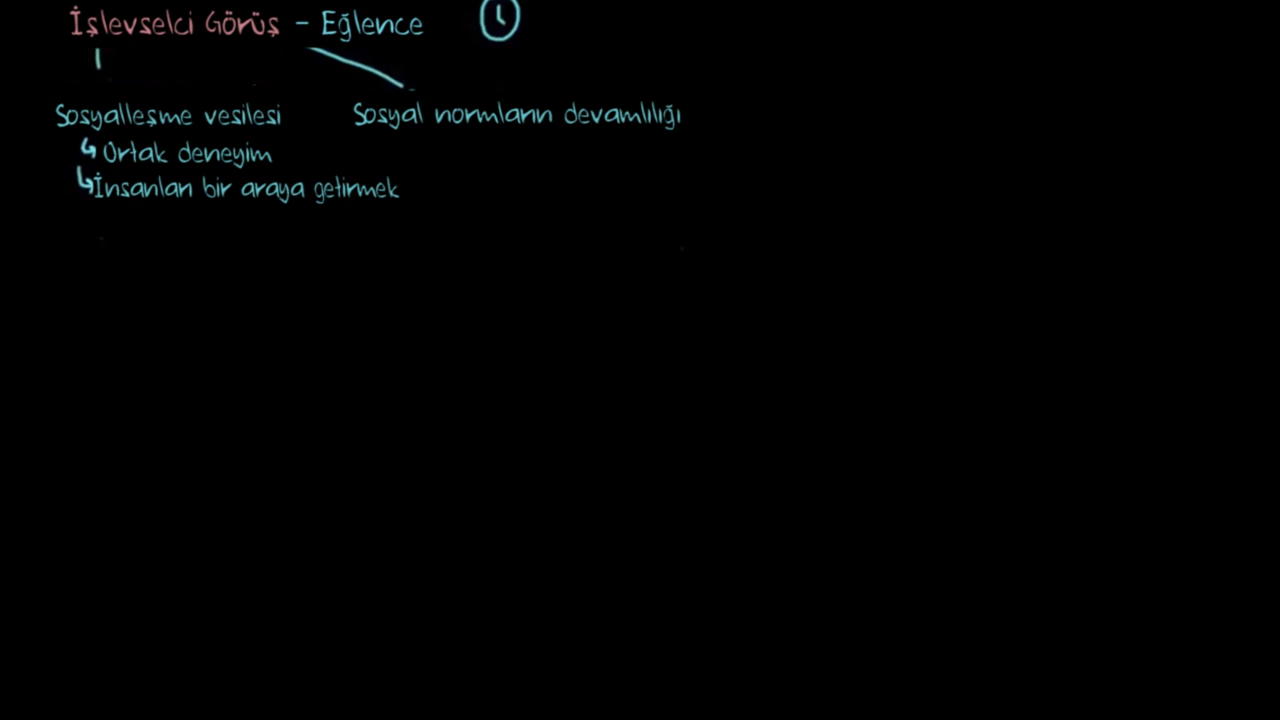 İşlevselci Görüş - Eğlence
Sosyalleşme vesilesi
Sosyal normların devamlılığı
Ortak deneyim
İnsanları bir araya getirmek